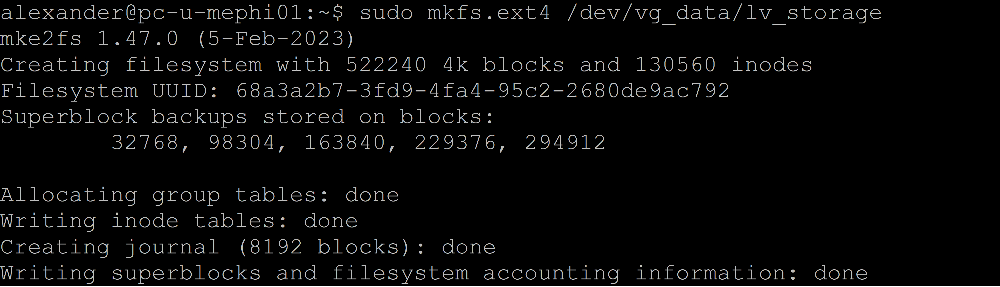 alexander@pc-u-mephi01:~$ sudo mkfs.ext4 /dev/vg_data/lv_storage
mke2fs 1.47.0 (5-Feb-2023)
Creating filesystem with 522240 4k blocks and 130560 inodes
Filesystem UUID: 68a3a2b7-3fd9-4fa4-95c2-2680de9ac792
Superblock backups stored on blocks:
        32768, 98304, 163840, 229376, 294912

Allocating group tables: done
Writing inode tables: done
Creating journal (8192 blocks): done
Writing superblocks and filesystem accounting information: done